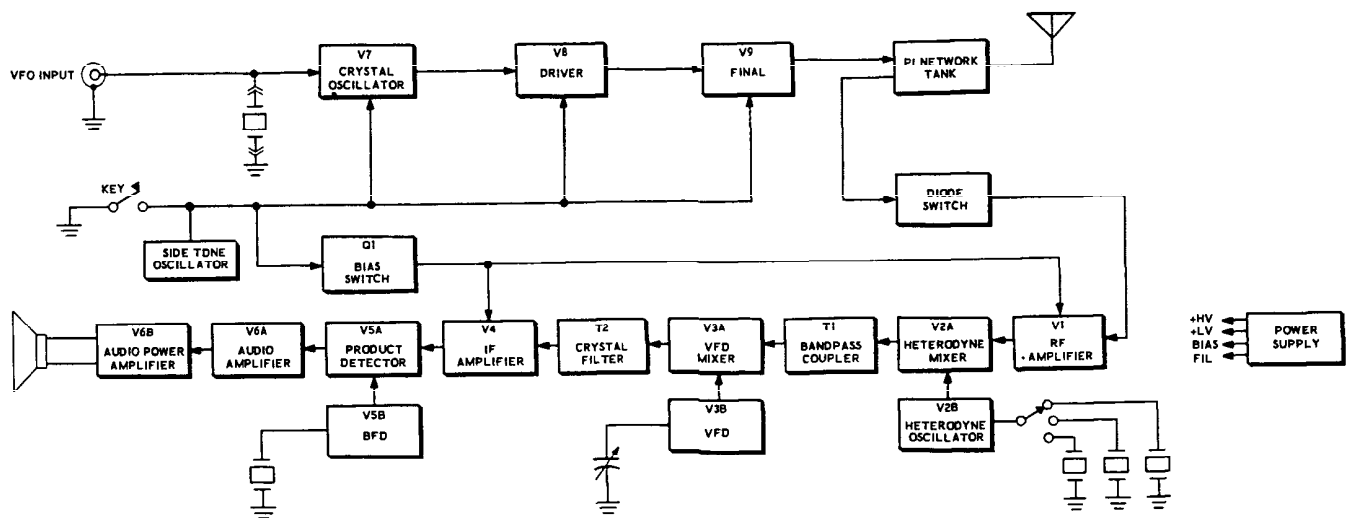 V7
CRYSTAL
OSCILLATOR
V8
DRIVER
V9
FINAL
PI NETWORK
TANK
VFO INPUT
KEY
DIODE
SWITCH
SIDE TONE
OSCILLATOR
Q1
BIAS
SWITCH
V6B
AUDIO POWER
AMPLIFIER
V6A
AUDIO
AMPLIFIER
V5A
PRODUCT
DETECTOR
V4
IF
AMPLIFIER
T2
CRYSTAL
FILTER
V3A
VFO
MIXER
T1
BANDPASS
COUPLER
V2A
HETERODYNE
MIXER
V1
RF
AMPLIFIER
+HV
+LV
BIAS
FIL
POWER
SUPPLY
V5B
BFO
V3B
VFO
V2B
HETERODYNE
OSCILLATOR